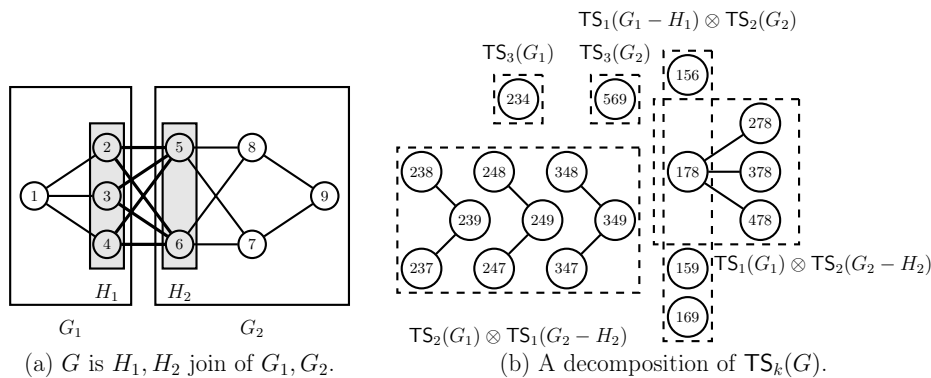 TS₁(G₁ − H₁) ⊗ TS₂(G₂)
TS₃(G₁) TS₃(G₂)
156
234 569
2 5 8 278
238 248 348
1 3 9 178 378
239 249 349 478
4 6 7
237 247 347 159
TS₁(G₁) ⊗ TS₂(G₂ − H₂)
H₁ H₂
169
G₁ G₂ TS₂(G₁) ⊗ TS₁(G₂ − H₂)
(a) G is H₁, H₂ join of G₁, G₂.
(b) A decomposition of TSₖ(G).